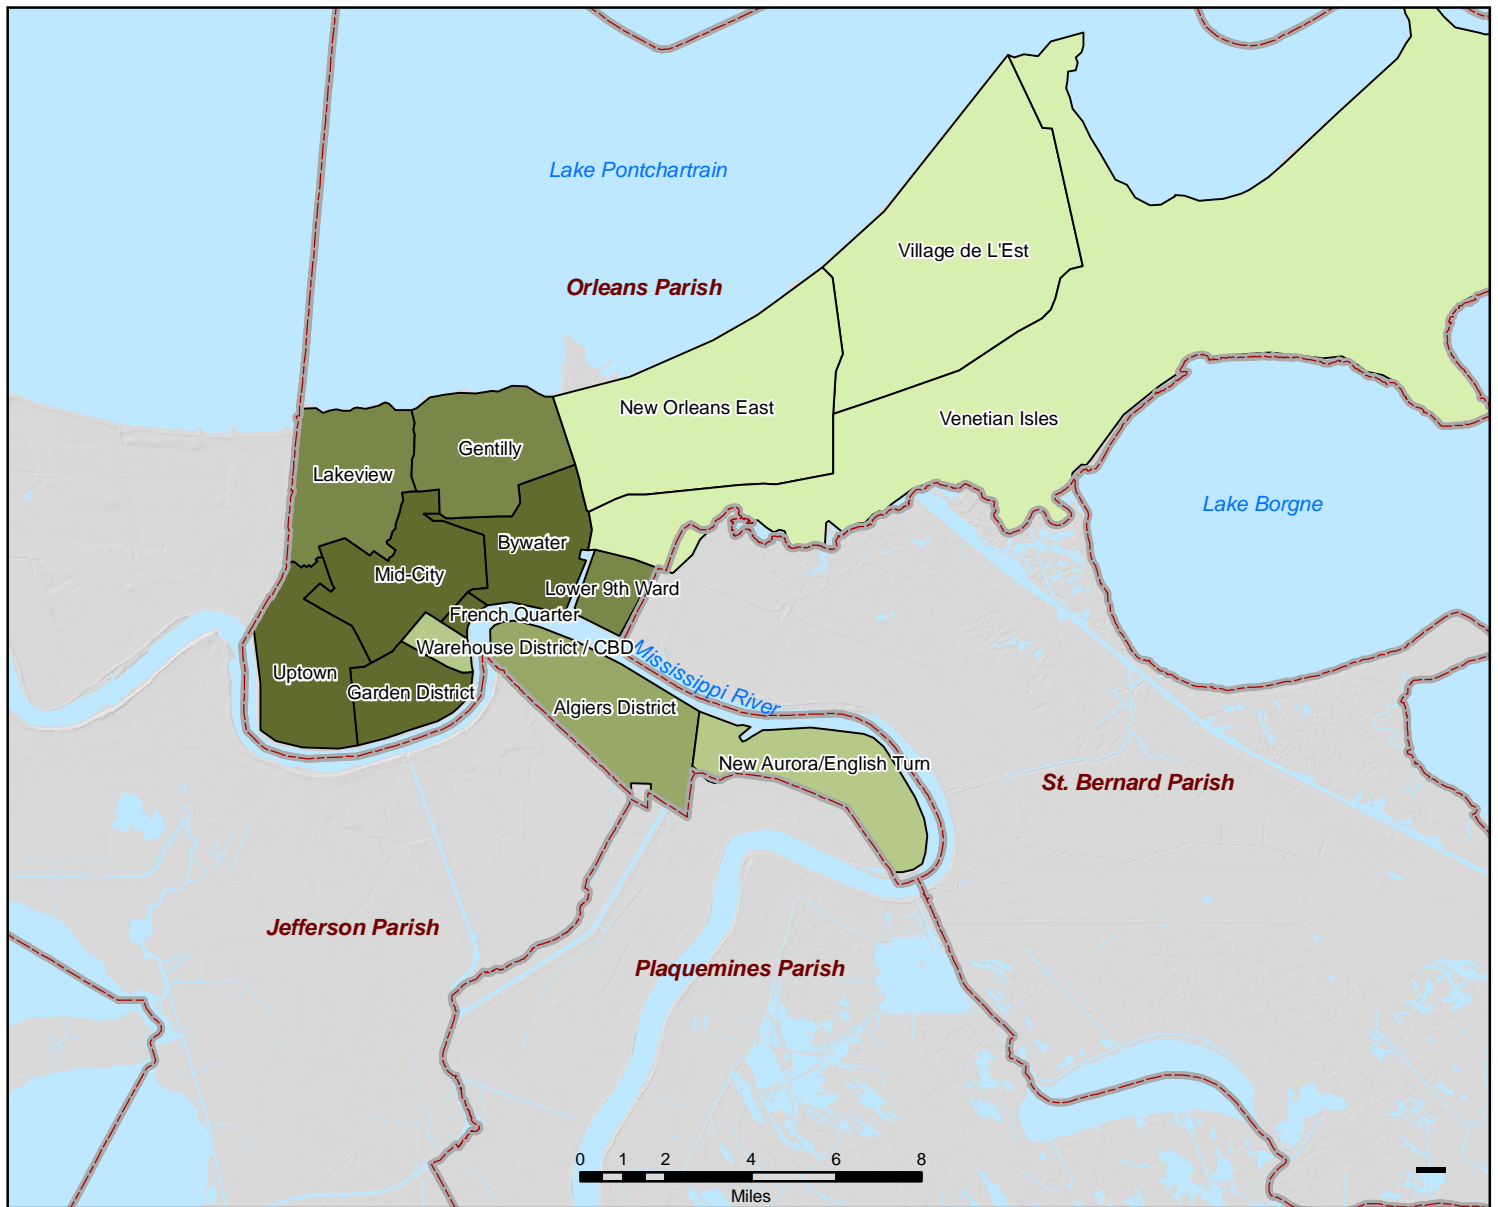 Lake Pontchartrain
Village de L'Est
Orleans Parish
New Orleans East
Venetian Isles
Gentilly
Lakeview
Lake Borgne
Bywater
Mid-City
Lower 9th Ward
French Quarter
Warehouse District / CBD
Mississippi River
Uptown
Garden District
Algiers District
New Aurora/English Turn
St. Bernard Parish
Jefferson Parish
Plaquemines Parish
0 1 2 4 6 8
Miles